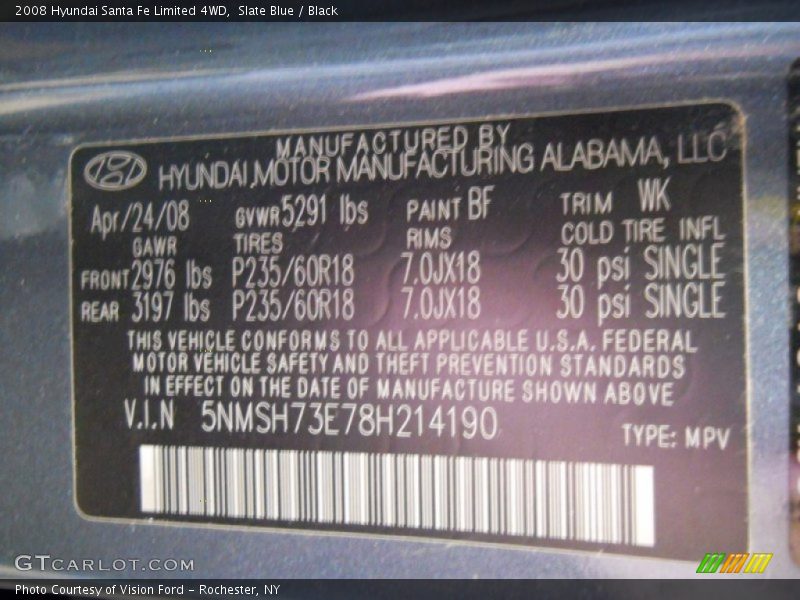 2008 Hyundai Santa Fe Limited 4WD,  Slate Blue / Black
MANUFACTURED BY
HYUNDAI MOTOR MANUFACTURING ALABAMA, LLC
Apr/24/08 GVWR 5291 lbs PAINT BF TRIM WK
GAWR TIRES RIMS COLD TIRE INFL
FRONT 2976 lbs P235/60R18 7.0JX18 30 psi SINGLE
REAR 3197 lbs P235/60R18 7.0JX18 30 psi SINGLE
THIS VEHICLE CONFORMS TO ALL APPLICABLE U.S.A. FEDERAL
MOTOR VEHICLE SAFETY AND THEFT PREVENTION STANDARDS
IN EFFECT ON THE DATE OF MANUFACTURE SHOWN ABOVE
V.I.N 5NMSH73E78H214190
TYPE: MPV
GTCARLOT.COM
Photo Courtesy of Vision Ford – Rochester, NY